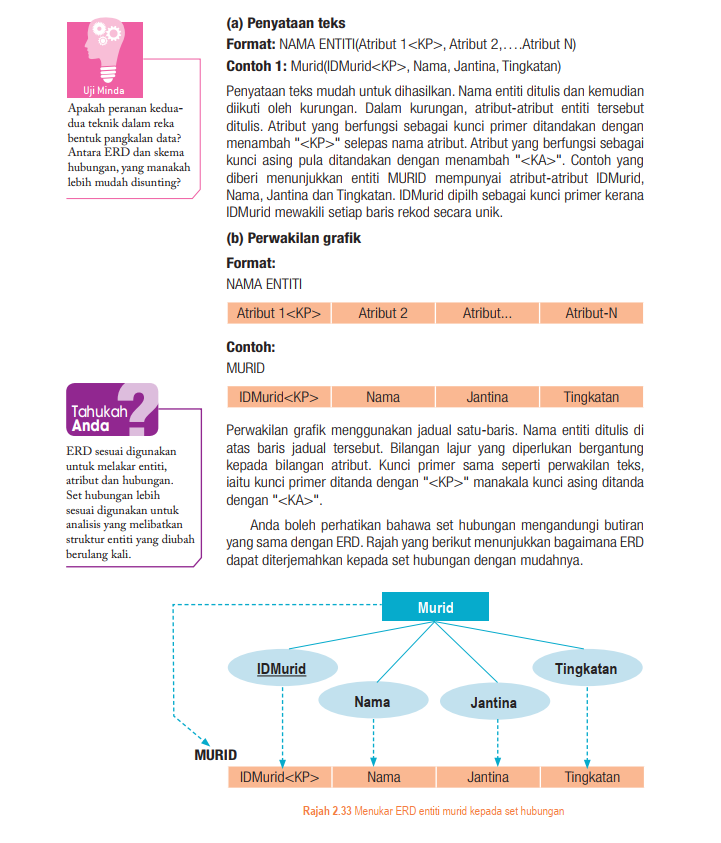 (a) Penyataan teks
Format: NAMA ENTITI(Atribut 1<KP>, Atribut 2,….Atribut N)
Contoh 1: Murid(IDMurid<KP>, Nama, Jantina, Tingkatan)
Uji Minda
Apakah peranan kedua-
dua teknik dalam reka
bentuk pangkalan data?
Antara ERD dan skema
hubungan, yang manakah
lebih mudah disunting?
Penyataan teks mudah untuk dihasilkan. Nama entiti ditulis dan kemudian
diikuti oleh kurungan. Dalam kurungan, atribut-atribut entiti tersebut
ditulis. Atribut yang berfungsi sebagai kunci primer ditandakan dengan
menambah "<KP>" selepas nama atribut. Atribut yang berfungsi sebagai
kunci asing pula ditandakan dengan menambah "<KA>". Contoh yang
diberi menunjukkan entiti MURID mempunyai atribut-atribut IDMurid,
Nama, Jantina dan Tingkatan. IDMurid dipilh sebagai kunci primer kerana
IDMurid mewakili setiap baris rekod secara unik.
(b) Perwakilan grafik
Format:
NAMA ENTITI
Atribut 1<KP> Atribut 2 Atribut... Atribut-N
Contoh:
MURID
IDMurid<KP> Nama Jantina Tingkatan
Tahukah
Anda ?
ERD sesuai digunakan
untuk melakar entiti,
atribut dan hubungan.
Set hubungan lebih
sesuai digunakan untuk
analisis yang melibatkan
struktur entiti yang diubah
berulang kali.
Perwakilan grafik menggunakan jadual satu-baris. Nama entiti ditulis di
atas baris jadual tersebut. Bilangan lajur yang diperlukan bergantung
kepada bilangan atribut. Kunci primer sama seperti perwakilan teks,
iaitu kunci primer ditanda dengan "<KP>" manakala kunci asing ditanda
dengan "<KA>".
Anda boleh perhatikan bahawa set hubungan mengandungi butiran
yang sama dengan ERD. Rajah yang berikut menunjukkan bagaimana ERD
dapat diterjemahkan kepada set hubungan dengan mudahnya.
Murid
IDMurid Tingkatan
Nama Jantina
MURID
IDMurid<KP> Nama Jantina Tingkatan
Rajah 2.33 Menukar ERD entiti murid kepada set hubungan